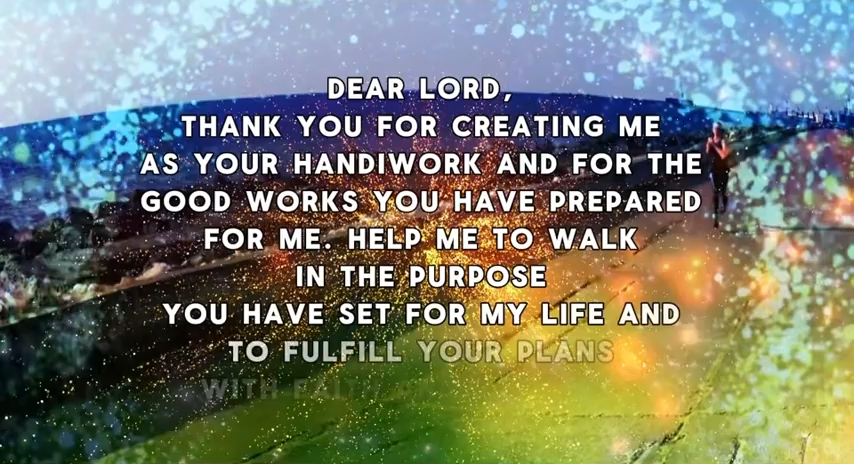 DEAR LORD,
THANK YOU FOR CREATING ME
AS YOUR HANDIWORK AND FOR THE
GOOD WORKS YOU HAVE PREPARED
FOR ME. HELP ME TO WALK
IN THE PURPOSE
YOU HAVE SET FOR MY LIFE AND
TO FULFILL YOUR PLANS
WITH FAITH